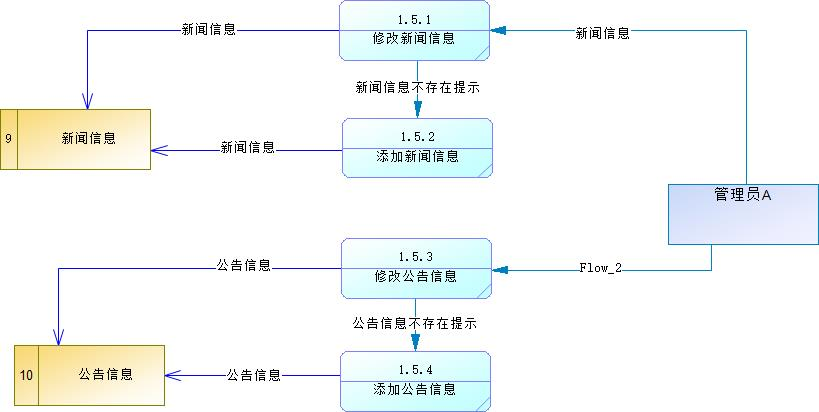 1.5.1
新闻信息
修改新闻信息
新闻信息
新闻信息不存在提示
9
新闻信息
1.5.2
新闻信息
添加新闻信息
管理员A
1.5.3
公告信息
修改公告信息
Flow_2
公告信息不存在提示
10
公告信息
1.5.4
公告信息
添加公告信息